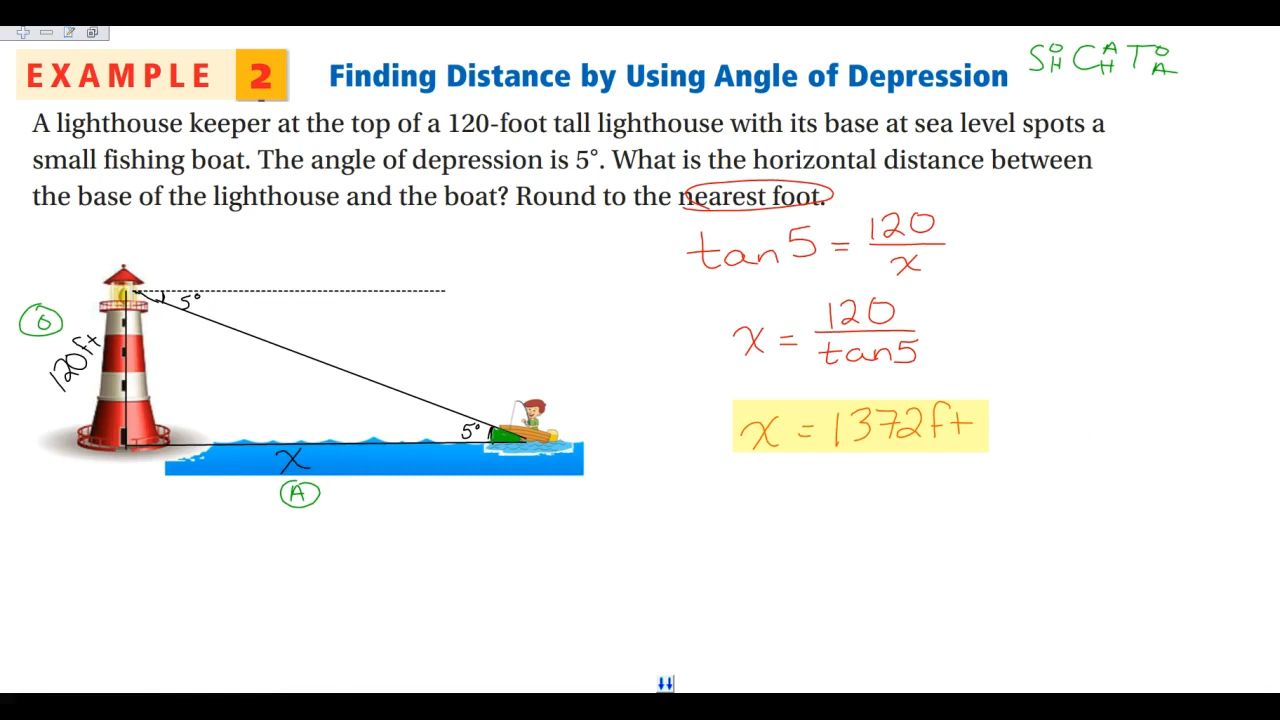 EXAMPLE 2 Finding Distance by Using Angle of Depression
SOH CAH TOA
A lighthouse keeper at the top of a 120-foot tall lighthouse with its base at sea level spots a
small fishing boat. The angle of depression is 5°. What is the horizontal distance between
the base of the lighthouse and the boat? Round to the nearest foot.
tan 5 = 120/x
x = 120/tan5
x = 1372ft
5°
O
120ft
5°
x
A